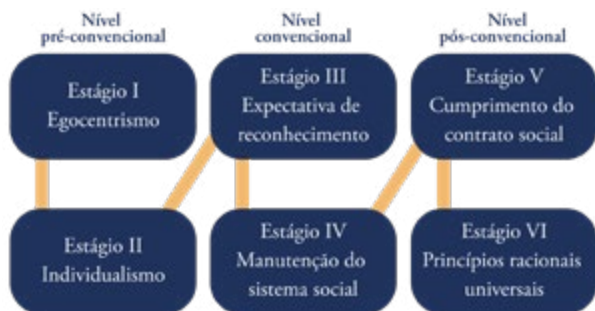 Nível
pré-convencional
Nível
convencional
Nível
pós-convencional
Estágio I
Egocentrismo
Estágio II
Individualismo
Estágio III
Expectativa de
reconhecimento
Estágio IV
Manutenção do
sistema social
Estágio V
Cumprimento do
contrato social
Estágio VI
Princípios racionais
universais